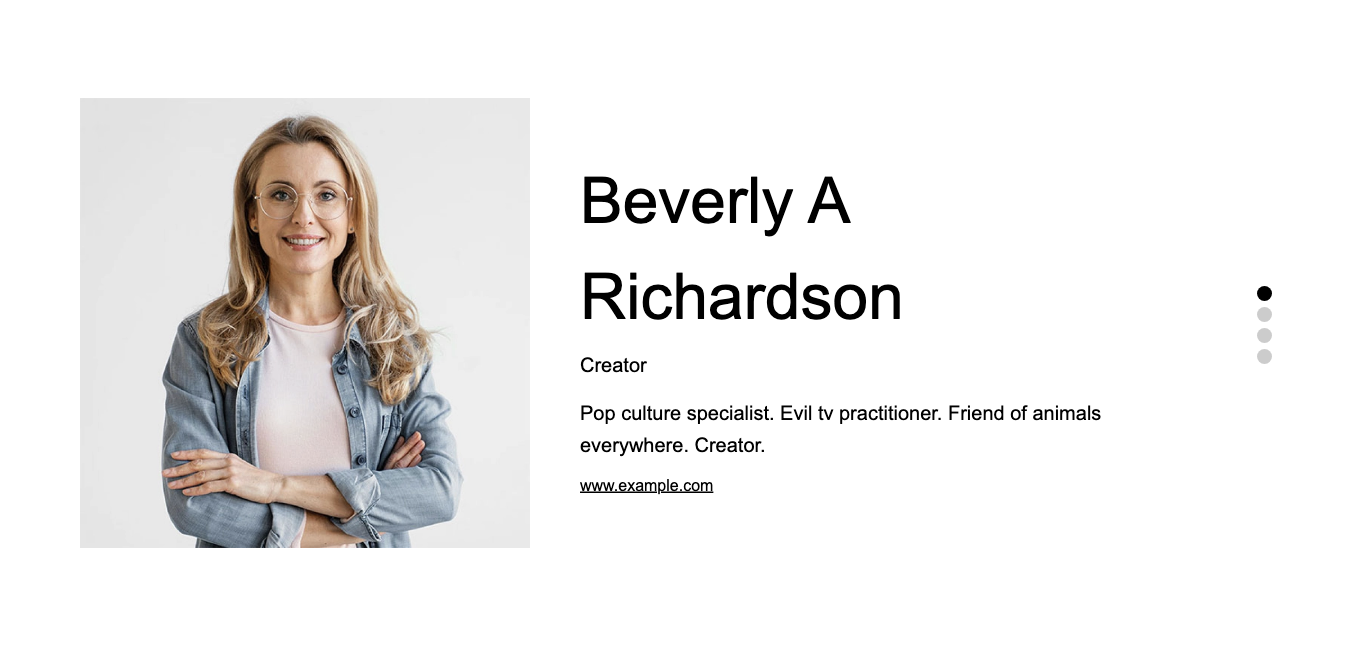 Beverly A
Richardson
Creator
Pop culture specialist. Evil tv practitioner. Friend of animals
everywhere. Creator.
www.example.com